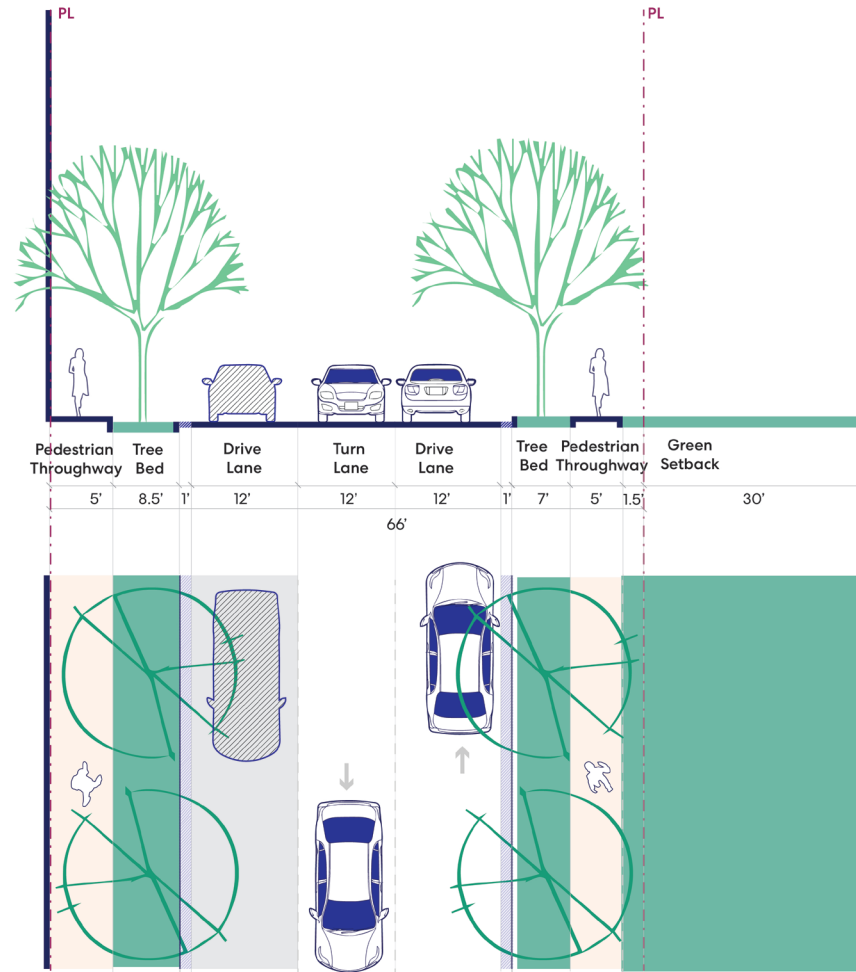 PL
PL
Pedestrian
Throughway
Tree
Bed
Drive
Lane
Turn
Lane
Drive
Lane
Tree
Bed
Pedestrian
Throughway
Green
Setback
5' 8.5' 1' 12' 12' 12' 1' 7' 5' 1.5' 30'
66'